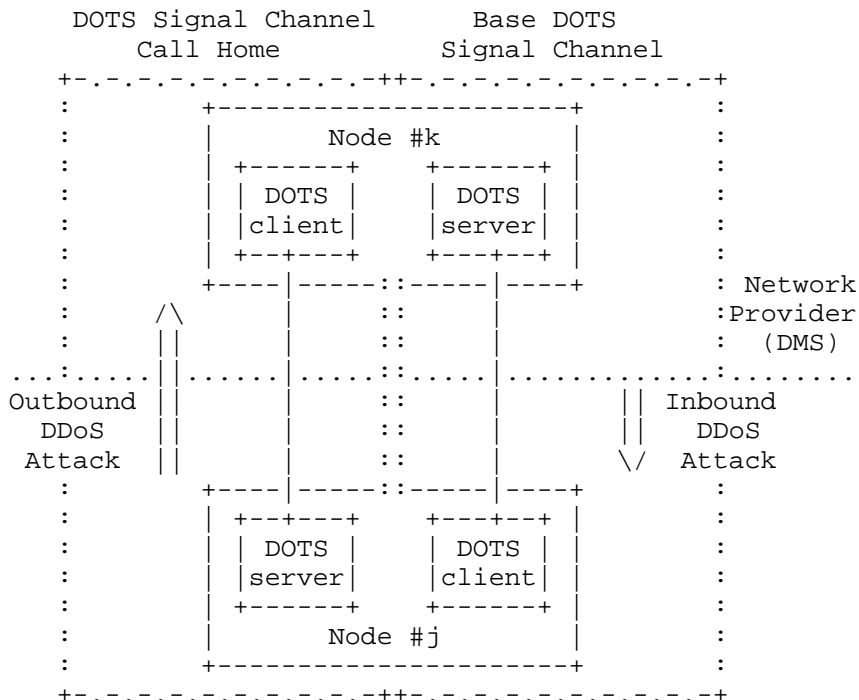 DOTS Signal Channel Base DOTS
Call Home Signal Channel
Node #k
DOTS DOTS
client server
Network
Provider
(DMS)
Outbound Inbound
DDoS DDoS
Attack Attack
DOTS DOTS
server client
Node #j